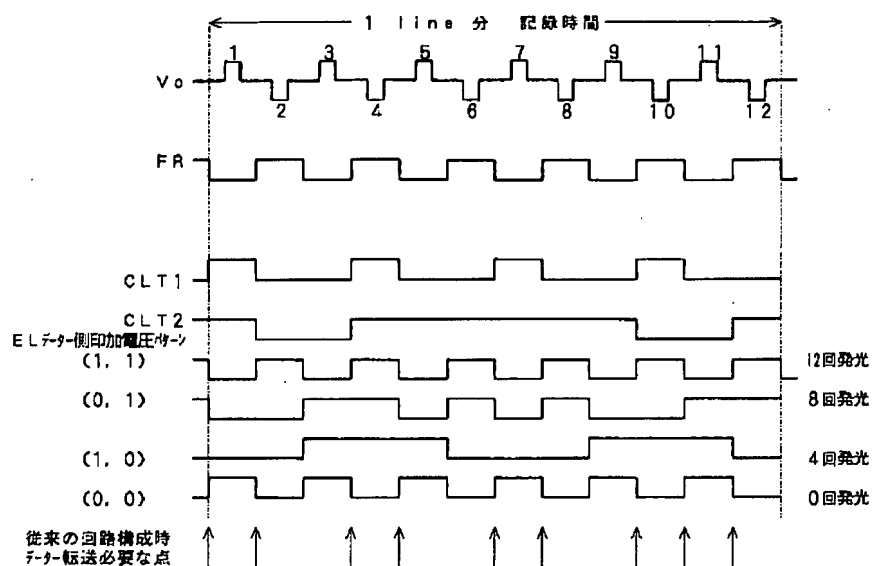 1 line 分 記録時間
1 3 5 7 9 11
Vo
2 4 6 8 10 12
FR
CLT1
CLT2
ELデーター側印加電圧パターン
(1, 1) 12回発光
(0, 1) 8回発光
(1, 0) 4回発光
(0, 0) 0回発光
従来の回路構成時
データー転送必要な点